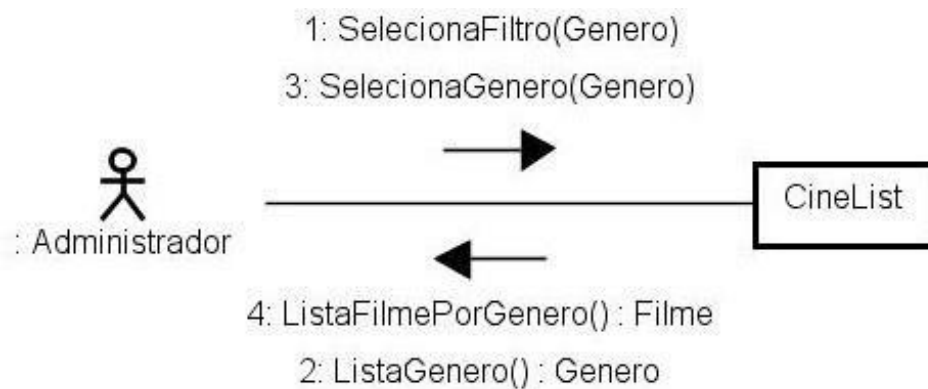 1: SelecionaFiltro(Genero)
3: SelecionaGenero(Genero)
CineList
: Administrador
4: ListaFilmePorGenero() : Filme
2: ListaGenero() : Genero